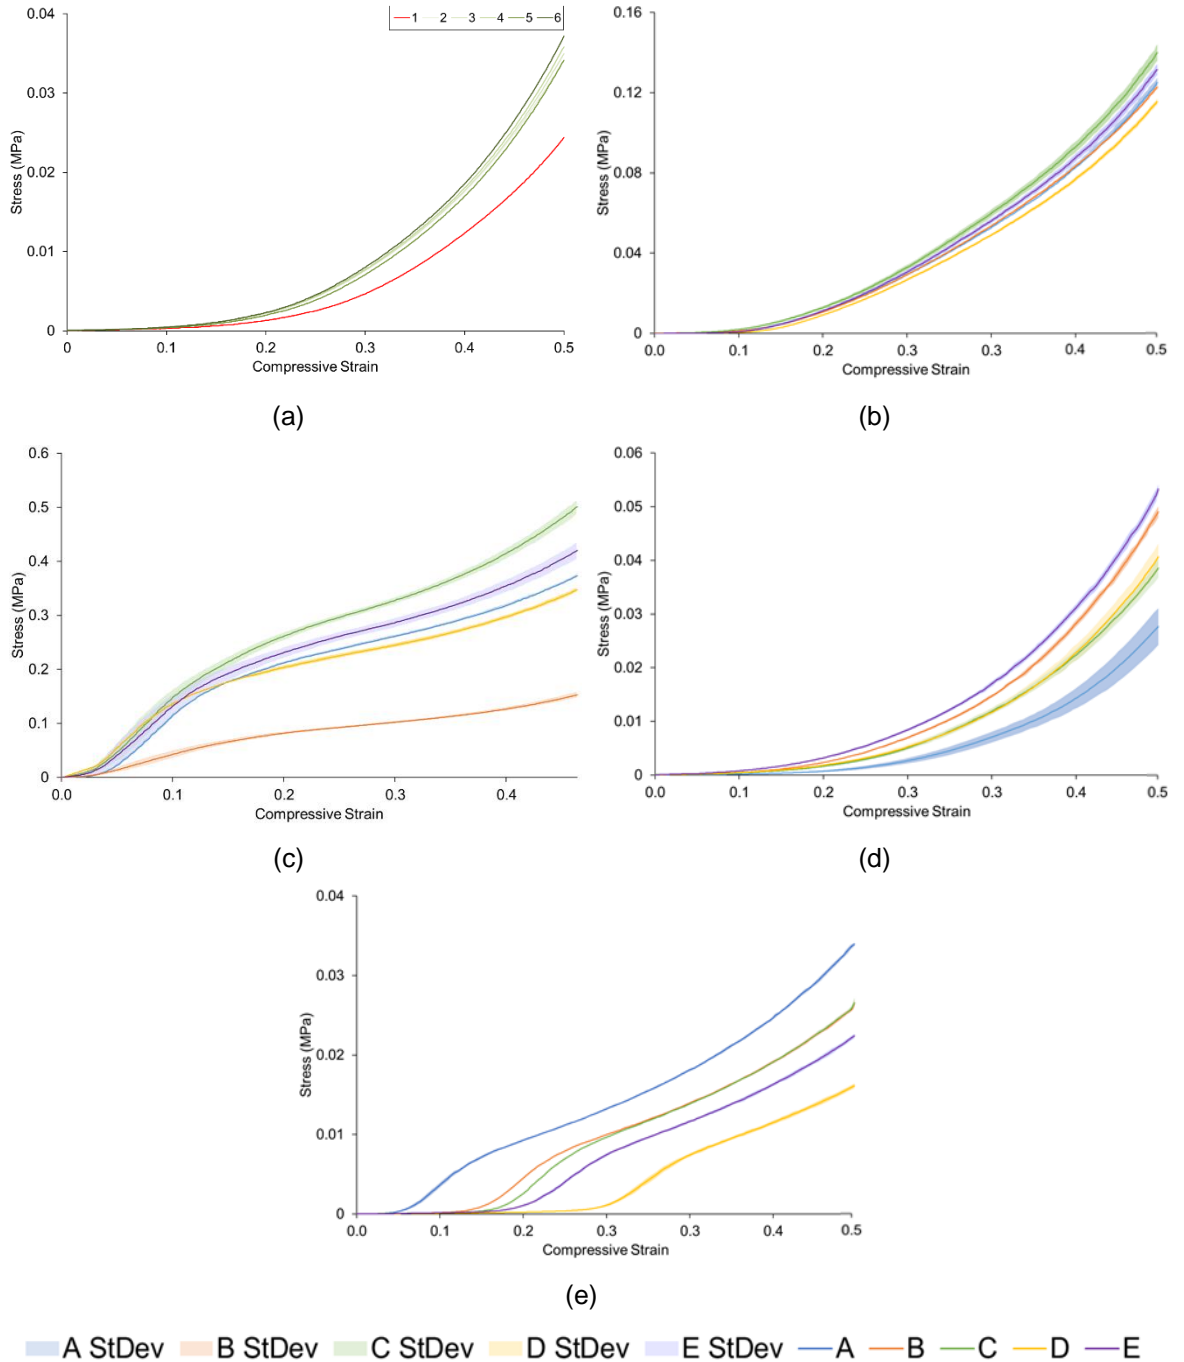 0.04
1 2 3 4 5 6
0.03
0.02
0.01
0
Stress (MPa)
0 0.1 0.2 0.3 0.4 0.5
Compressive Strain
(a)
0.16
0.12
0.08
0.04
0
Stress (MPa)
0.0 0.1 0.2 0.3 0.3 0.4 0.5
Compressive Strain
(b)
0.6
0.5
0.4
0.3
0.2
0.1
0
Stress (MPa)
0.0 0.1 0.2 0.3 0.4
Compressive Strain
(c)
0.06
0.05
0.04
0.03
0.02
0.01
0
Stress (MPa)
0.0 0.1 0.2 0.3 0.3 0.4 0.5
Compressive Strain
(d)
0.04
0.03
0.02
0.01
0
Stress (MPa)
0.0 0.1 0.2 0.3 0.3 0.4 0.5
Compressive Strain
(e)
A StDev B StDev C StDev D StDev E StDev A B C D E